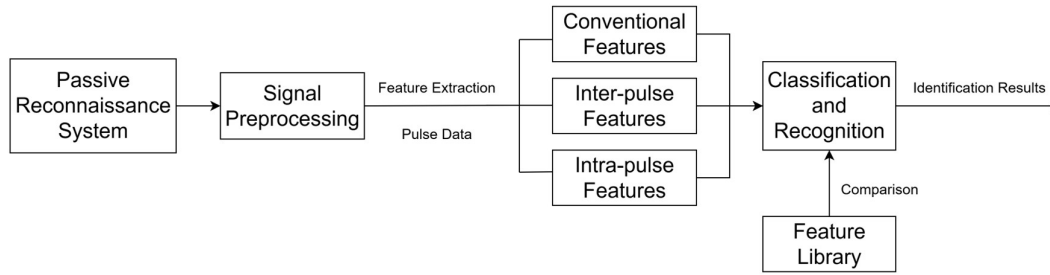 Passive
Reconnaissance
System
Signal
Preprocessing
Feature Extraction
Pulse Data
Conventional
Features
Inter-pulse
Features
Intra-pulse
Features
Classification
and
Recognition
Identification Results
Comparison
Feature
Library